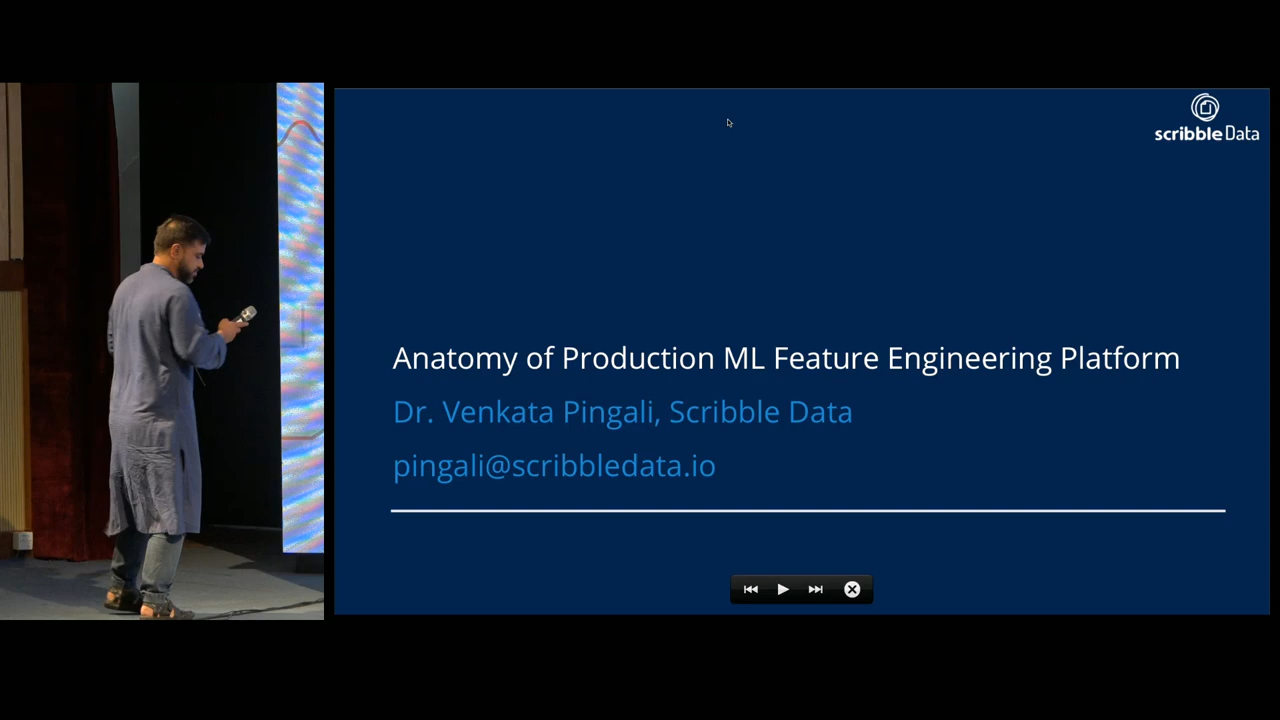 scribble Data
Anatomy of Production ML Feature Engineering Platform
Dr. Venkata Pingali, Scribble Data
pingali@scribbledata.io